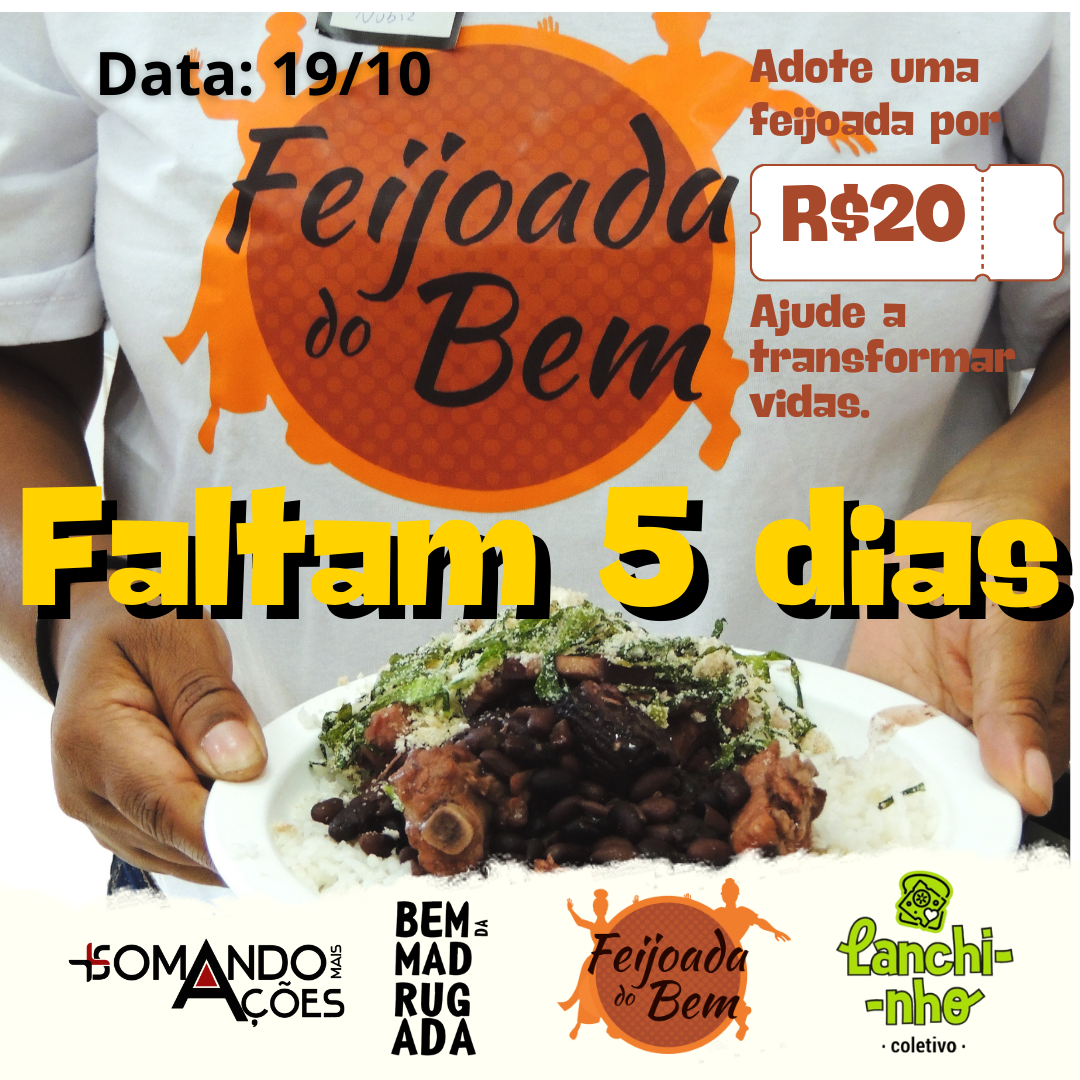 Data: 19/10
Adote uma
feijoada por
R$20
Ajude a
transformar
vidas.
Feijoada
do Bem
Faltam 5 dias
SOMANDO MAIS
AÇÕES
BEM DA
MAD
RUG
ADA
Feijoada
do Bem
Lanchi-
-nho
· coletivo ·